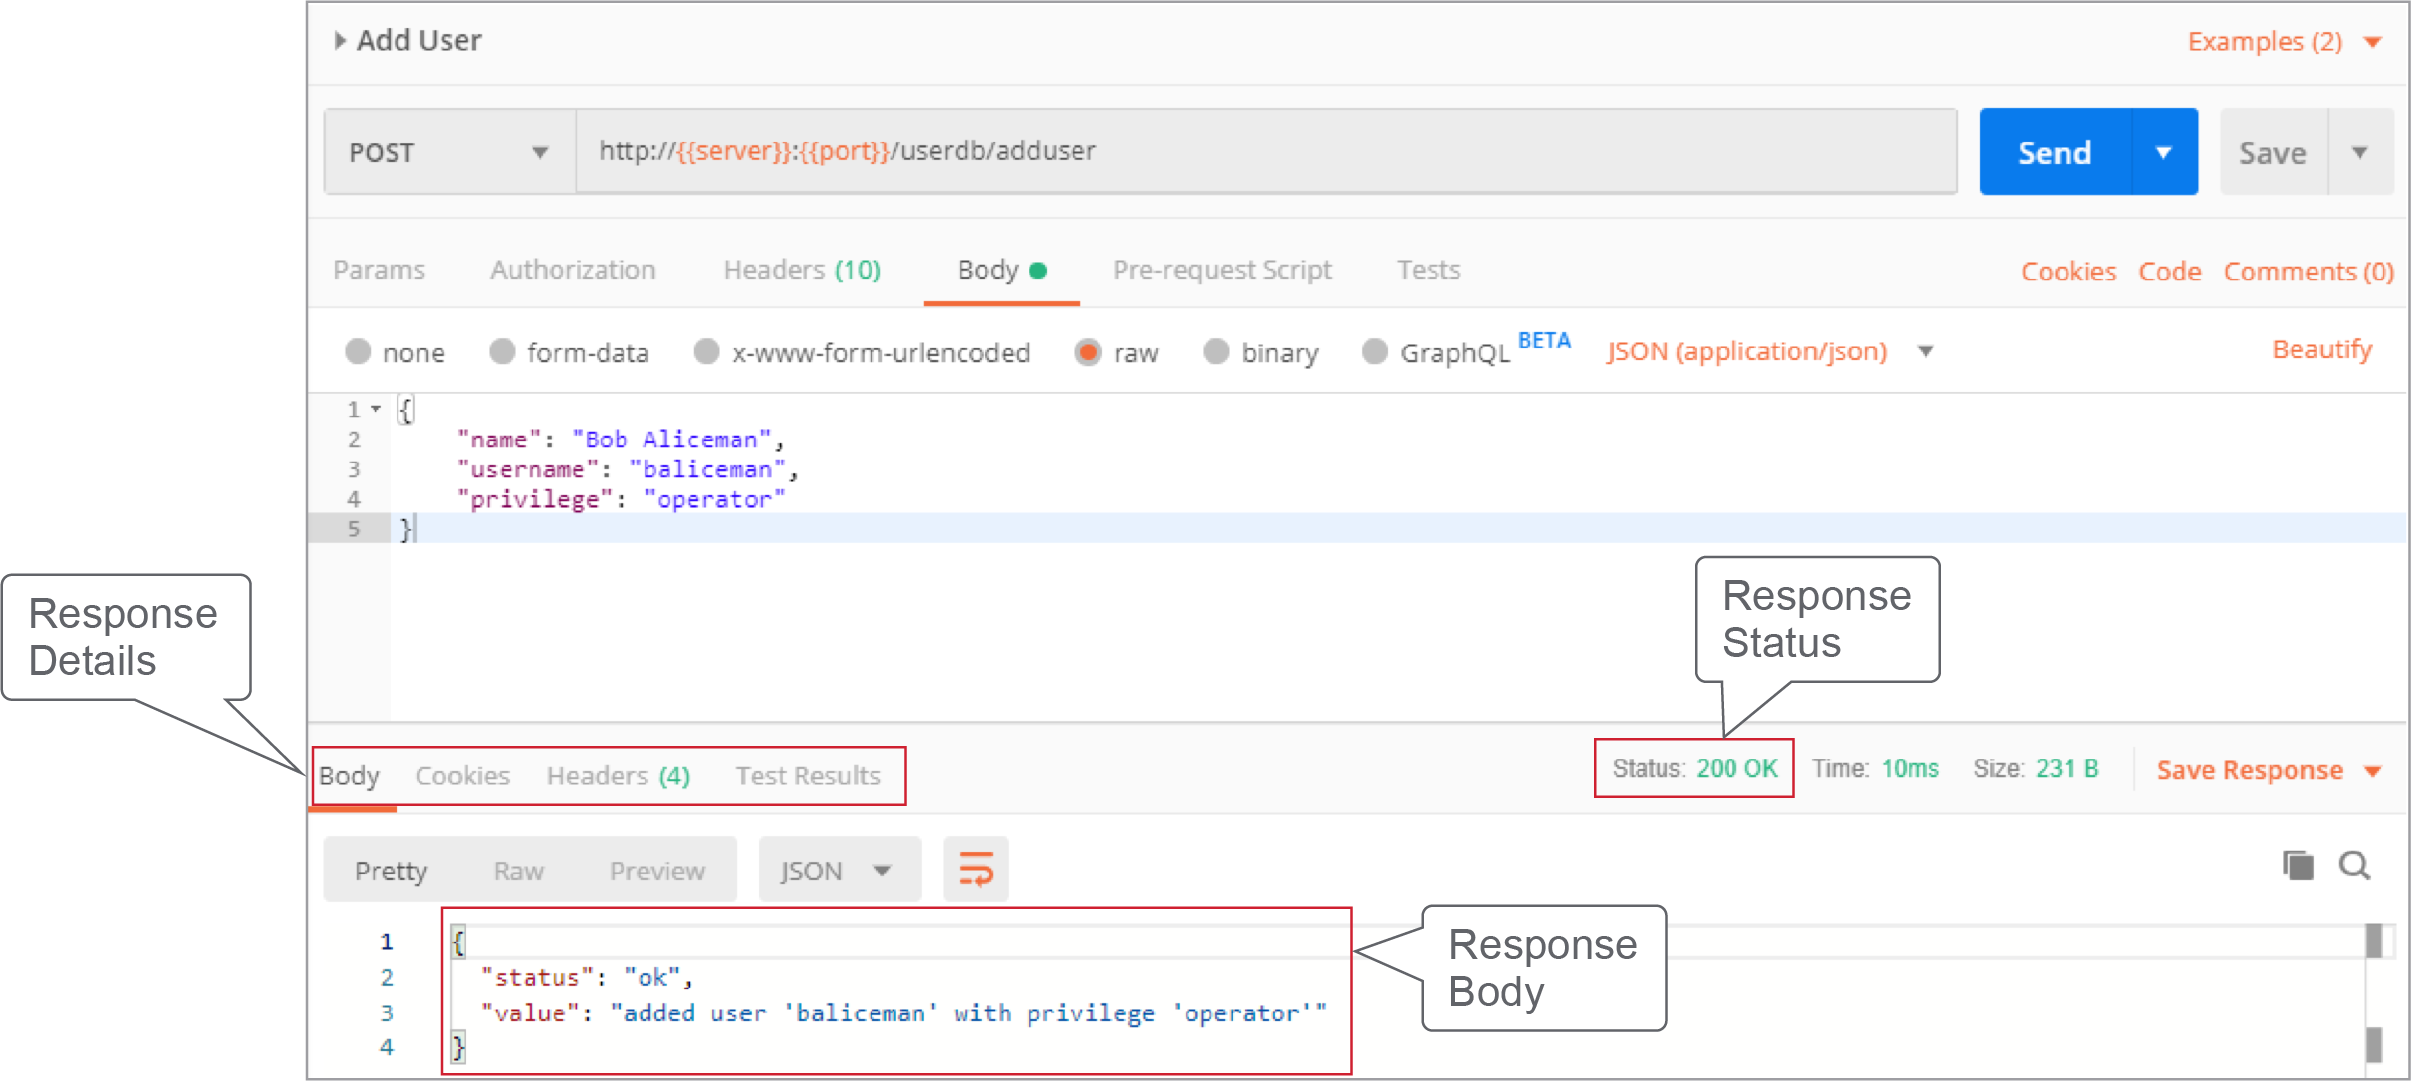 Add User
Examples (2)
POST
http://{{server}}:{{port}}/userdb/adduser
Send
Save
Params Authorization Headers (10) Body Pre-request Script Tests
Cookies Code Comments (0)
none form-data x-www-form-urlencoded raw binary GraphQL BETA JSON (application/json) Beautify
1 {
2 "name": "Bob Aliceman",
3 "username": "baliceman",
4 "privilege": "operator"
5 }
Response
Details
Response
Status
Body Cookies Headers (4) Test Results
Status: 200 OK Time: 10ms Size: 231 B Save Response
Pretty Raw Preview JSON
1 {
2 "status": "ok",
3 "value": "added user 'baliceman' with privilege 'operator'"
4 }
Response
Body